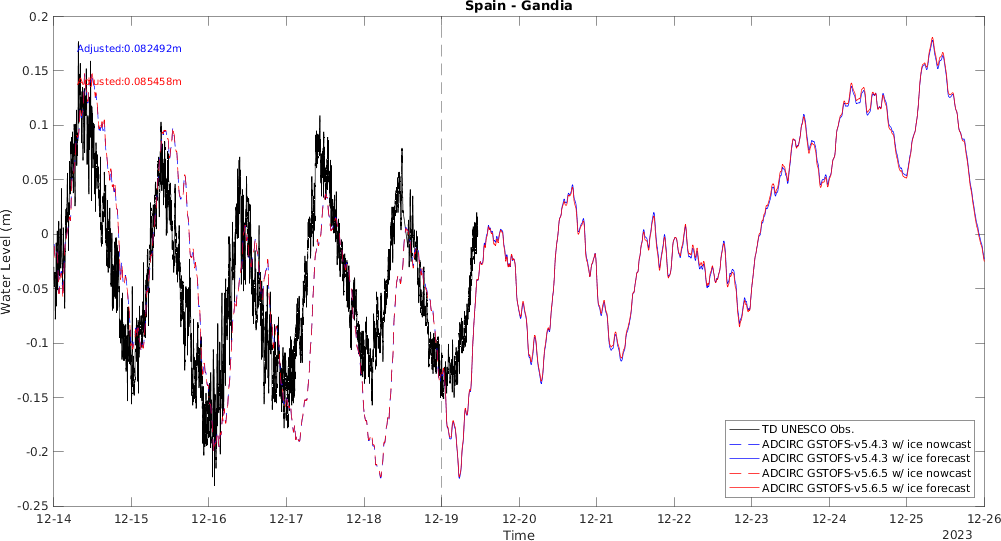 Spain - Gandia
0.2
0.15
0.1
0.05
0
-0.05
-0.1
-0.15
-0.2
-0.25
Water Level (m)
Adjusted:0.082492m
Adjusted:0.085458m
TD UNESCO Obs.
ADCIRC GSTOFS-v5.4.3 w/ ice nowcast
ADCIRC GSTOFS-v5.4.3 w/ ice forecast
ADCIRC GSTOFS-v5.6.5 w/ ice nowcast
ADCIRC GSTOFS-v5.6.5 w/ ice forecast
12-14 12-15 12-16 12-17 12-18 12-19 12-20 12-21 12-22 12-23 12-24 12-25 12-26
Time
2023